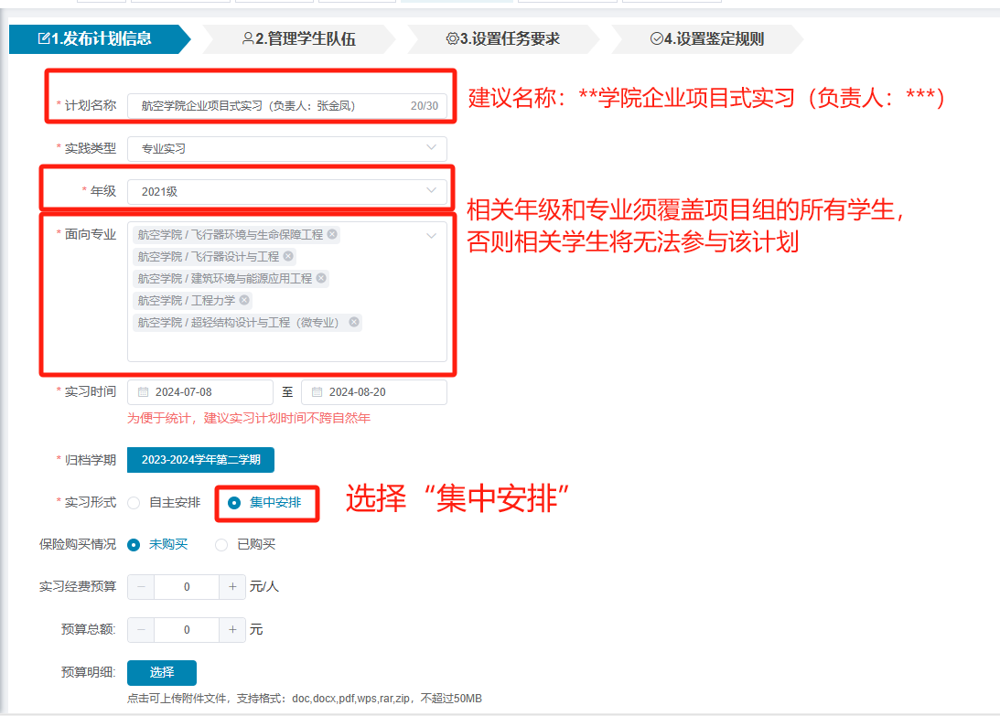 1.发布计划信息 2.管理学生队伍 3.设置任务要求 4.设置鉴定规则
* 计划名称 航空学院企业项目式实习（负责人：张金凤） 20/30
建议名称：**学院企业项目式实习（负责人：***）
* 实践类型 专业实习
* 年级 2021级
相关年级和专业须覆盖项目组的所有学生，
否则相关学生将无法参与该计划
* 面向专业 航空学院 / 飞行器环境与生命保障工程
航空学院 / 飞行器设计与工程
航空学院 / 建筑环境与能源应用工程
航空学院 / 工程力学
航空学院 / 超轻结构设计与工程（微专业）
* 实习时间 2024-07-08 至 2024-08-20
为便于统计，建议实习计划时间不跨自然年
* 归档学期 2023-2024学年第二学期
* 实习形式 自主安排 集中安排
选择“集中安排”
保险购买情况 未购买 已购买
实习经费预算 − 0 + 元/人
预算总额: − 0 + 元
预算明细: 选择
点击可上传附件文件，支持格式：doc,docx,pdf,wps,rar,zip，不超过50MB